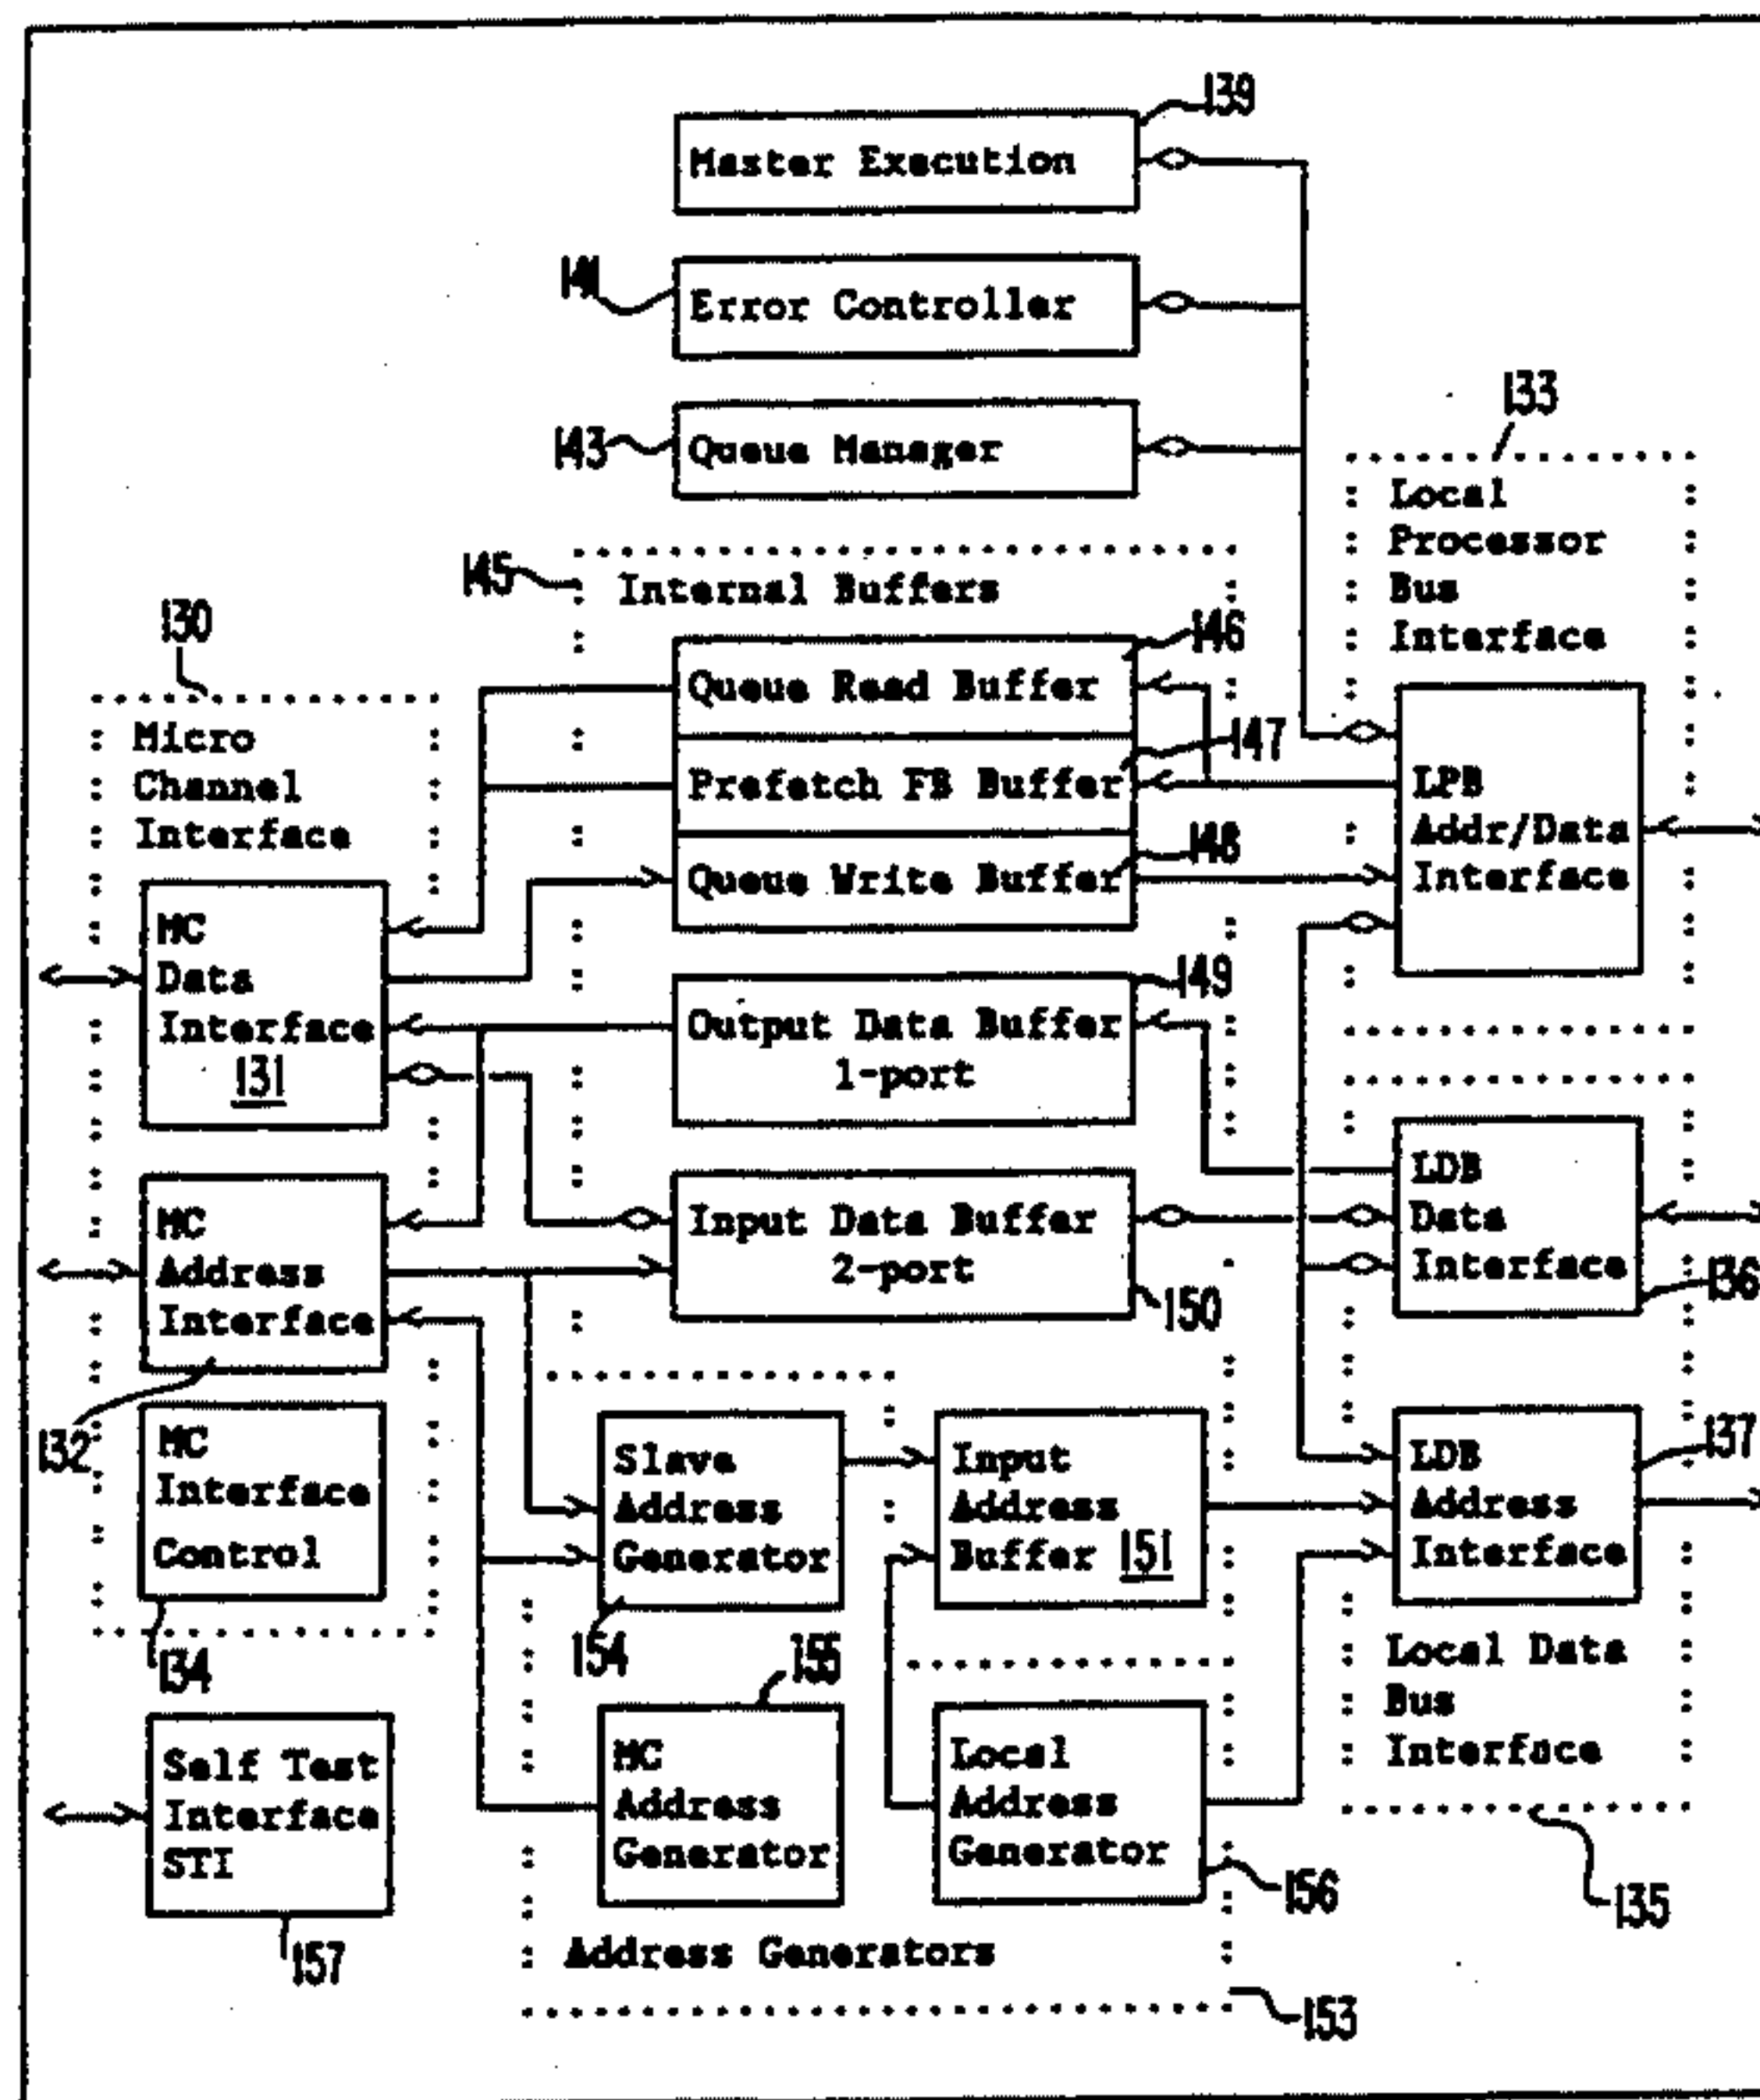 139
Master Execution
141
Error Controller
143
Queue Manager
133
Local
Processor
Bus
Interface
145
Internal Buffers
146
Queue Read Buffer
147
Prefetch FB Buffer
148
Queue Write Buffer
LPB
Addr/Data
Interface
130
Micro
Channel
Interface
MC
Data
Interface
131
149
Output Data Buffer
1-port
Input Data Buffer
2-port
150
LDB
Data
Interface
136
MC
Address
Interface
132
MC
Interface
Control
134
Slave
Address
Generator
154
Input
Address
Buffer 151
LDB
Address
Interface
137
Local Data
Bus
Interface
135
155
MC
Address
Generator
Local
Address
Generator
156
Self Test
Interface
STI
157
Address Generators
153